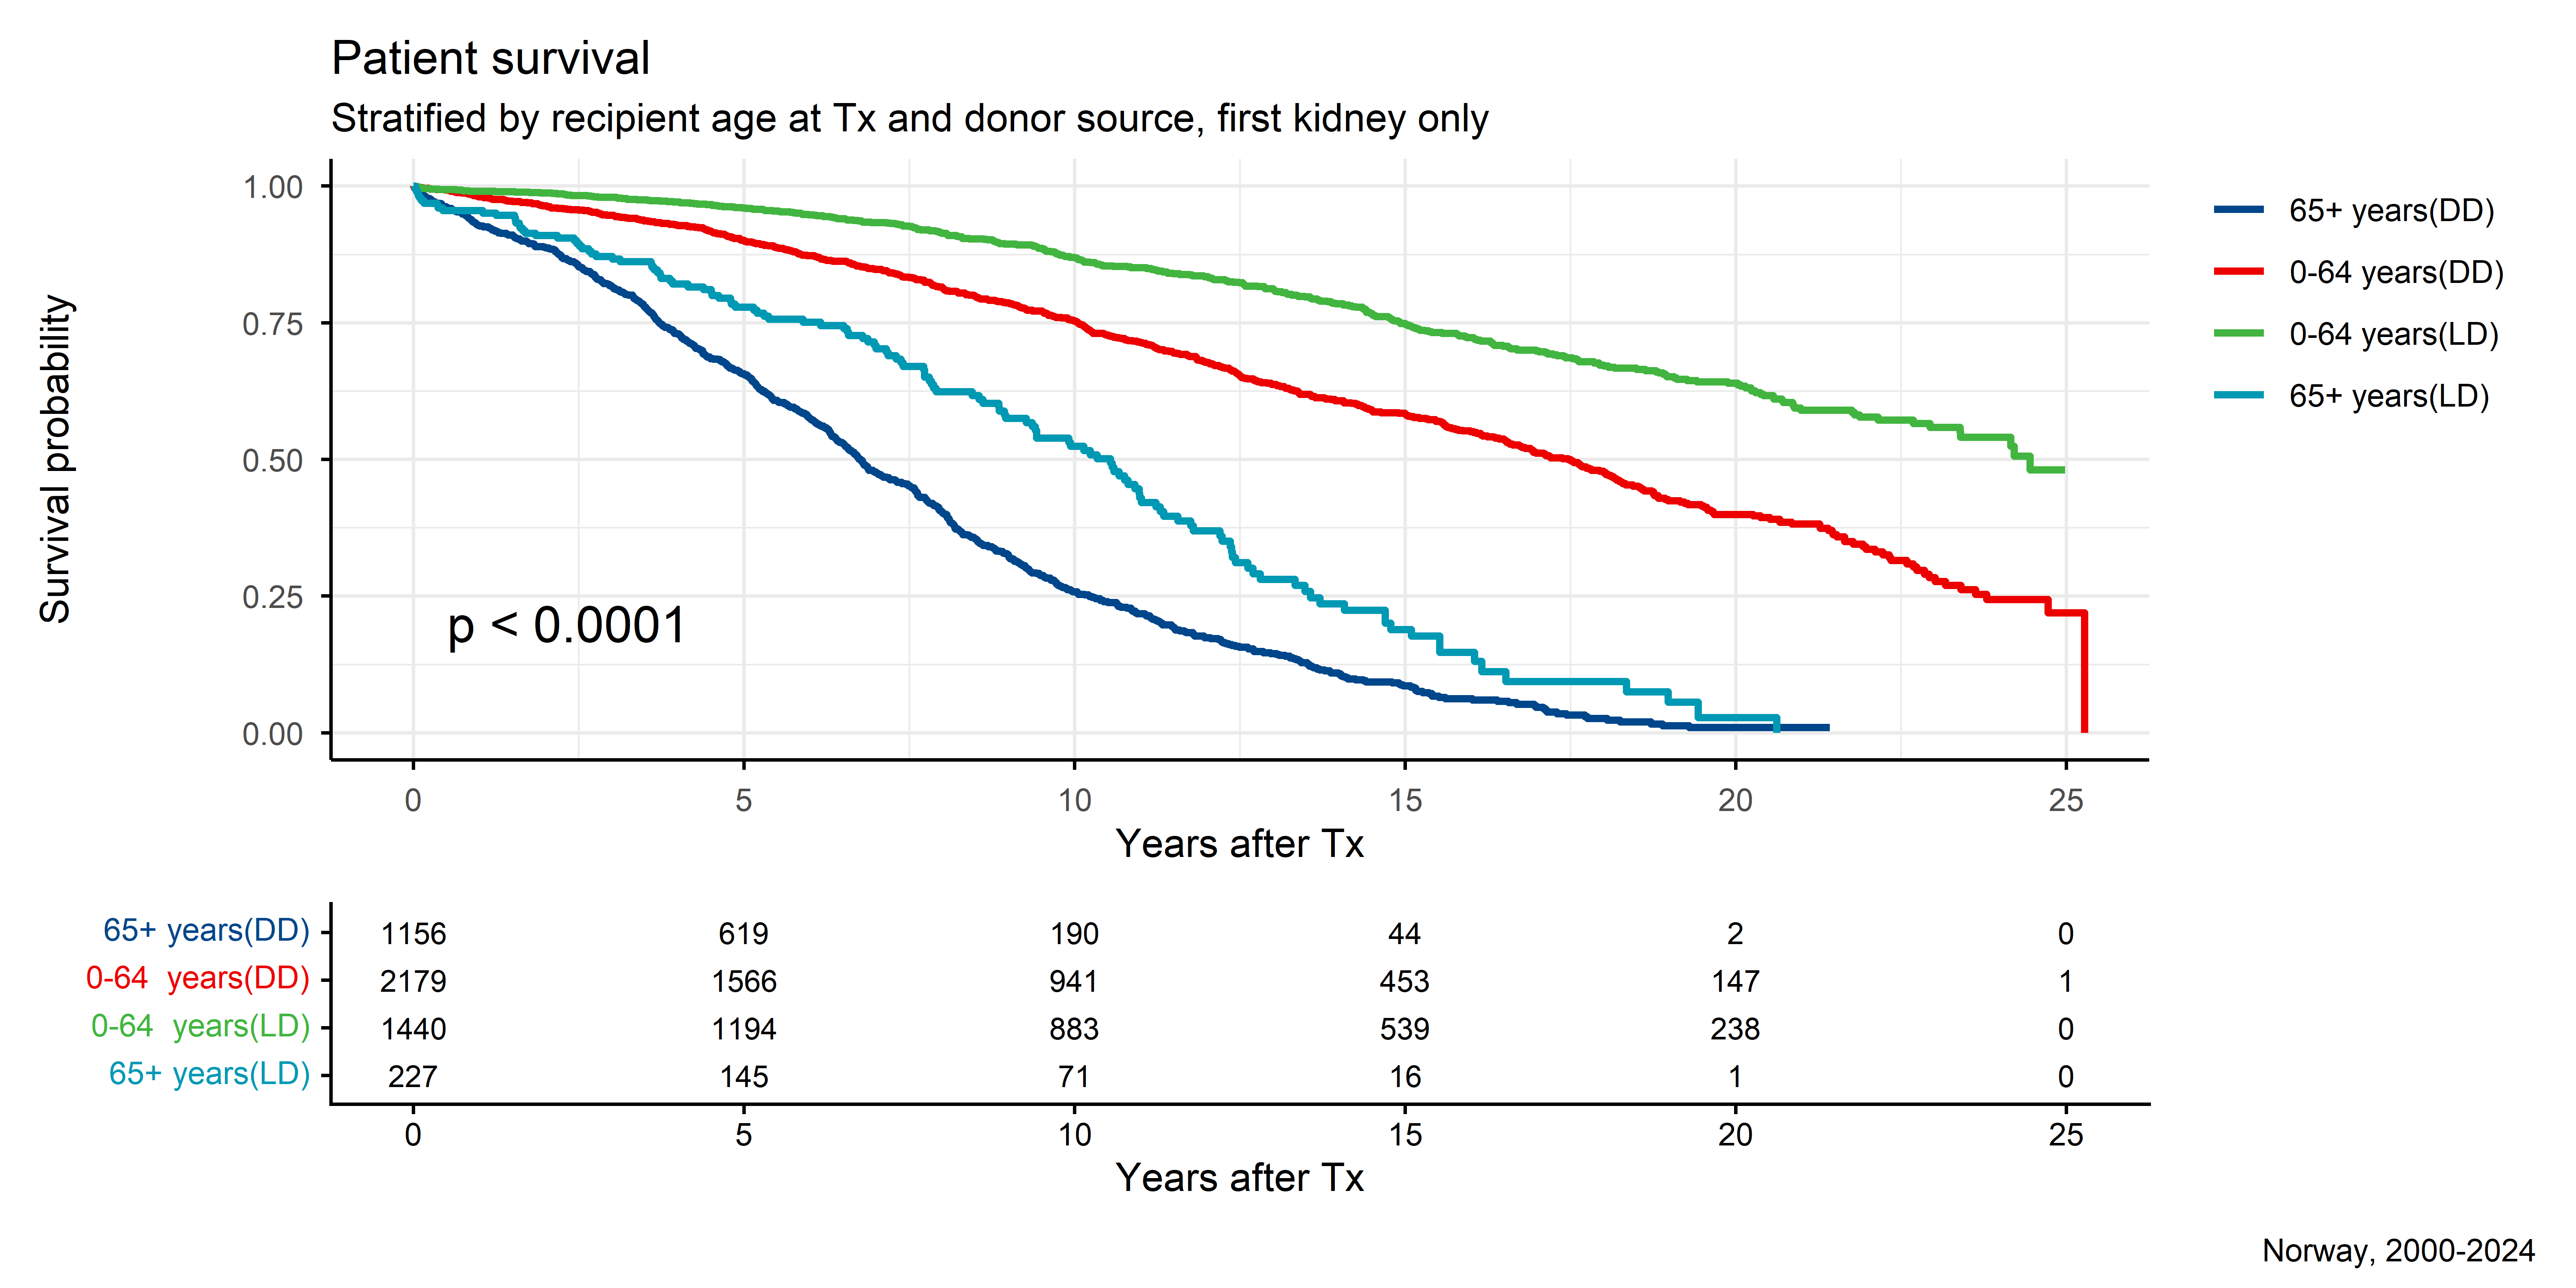 Patient survival
Stratified by recipient age at Tx and donor source, first kidney only
Survival probability
1.00
0.75
0.50
0.25
0.00
p < 0.0001
0 5 10 15 20 25
Years after Tx
65+ years(DD)
0-64 years(DD)
0-64 years(LD)
65+ years(LD)
65+ years(DD) 1156 619 190 44 2 0
0-64 years(DD) 2179 1566 941 453 147 1
0-64 years(LD) 1440 1194 883 539 238 0
65+ years(LD) 227 145 71 16 1 0
0 5 10 15 20 25
Years after Tx
Norway, 2000-2024